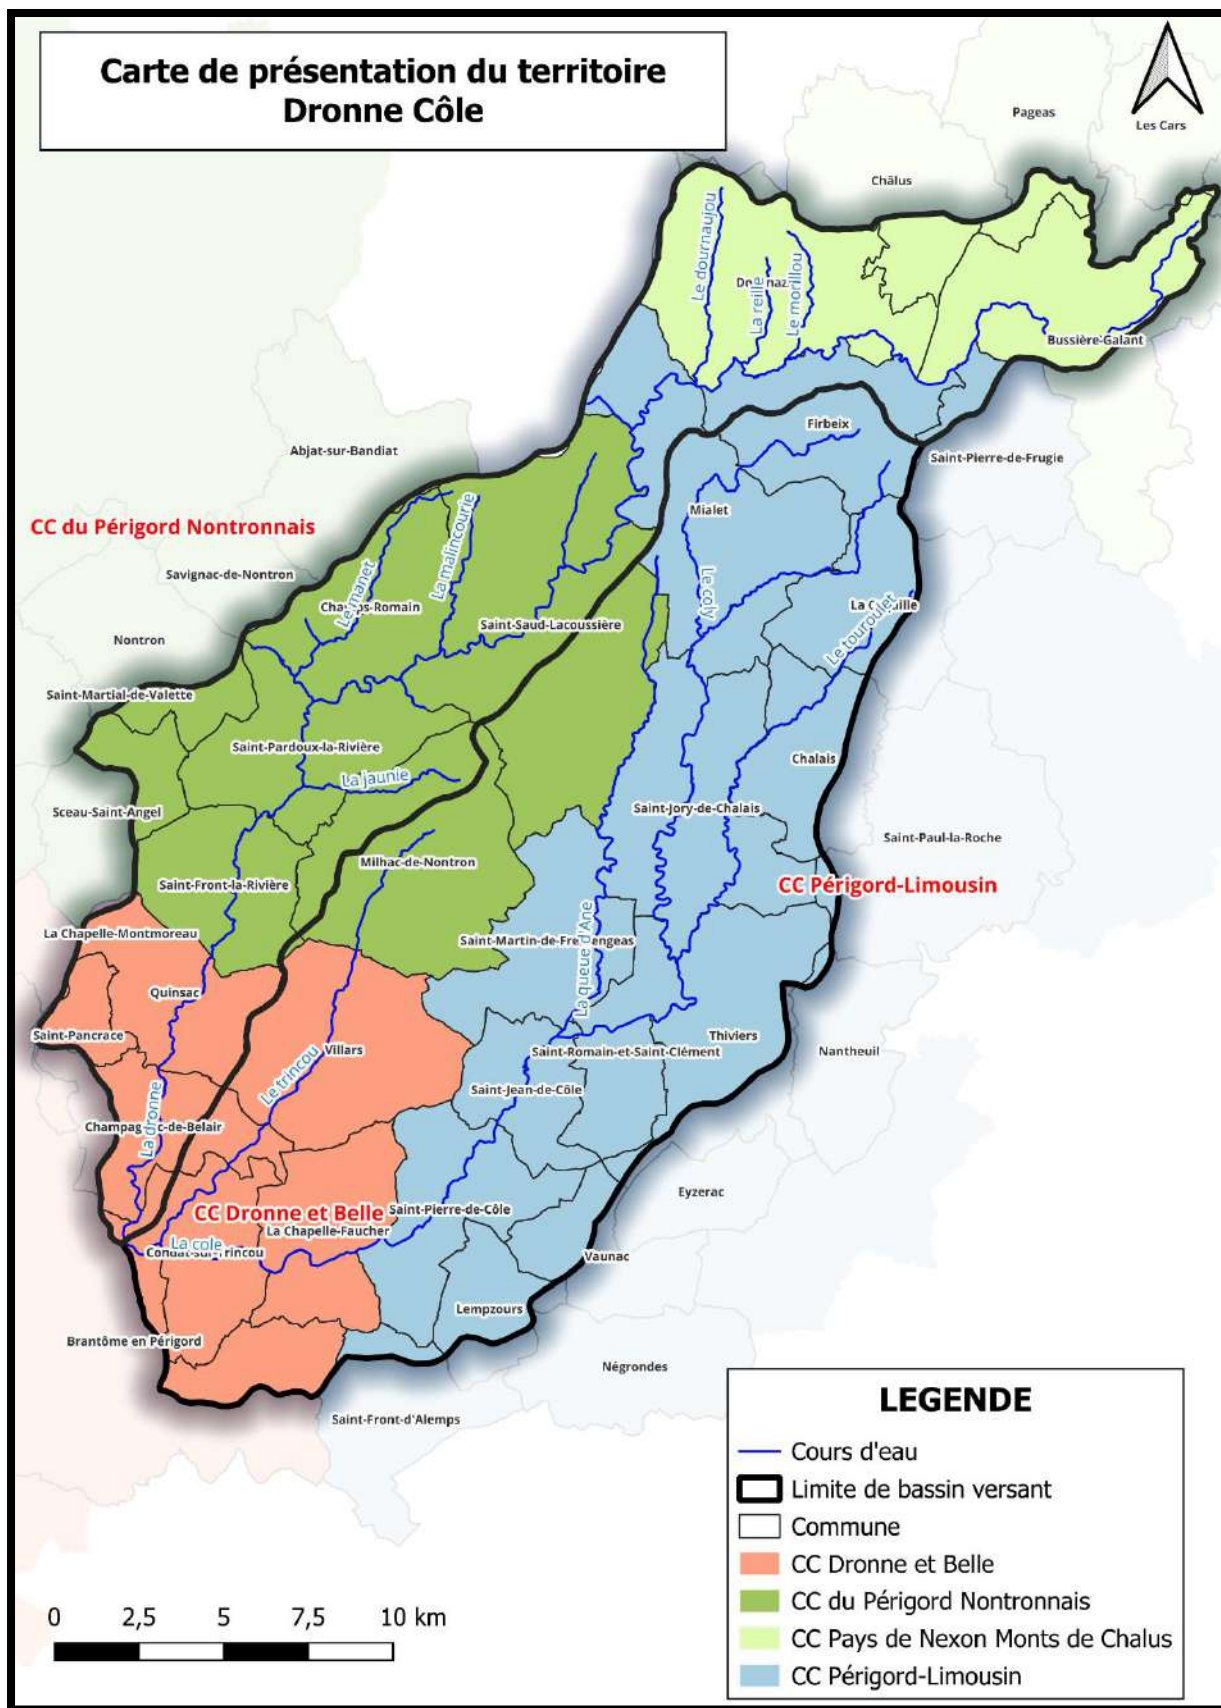 Carte de présentation du territoire
Dronne Côle
Pageas
Les Cars
Châlus
Le dournaujou
La reille
Le morillou
Bussière-Galant
Firbeix
Saint-Pierre-de-Frugie
Abjat-sur-Bandiat
Mialet
CC du Périgord Nontronnais
Savignac-de-Nontron
Le manet
La malincourie
Le coly
Saint-Saud-Lacoussière
Le touroulet
Nontron
Saint-Martial-de-Valette
Saint-Pardoux-la-Rivière
La jaunie
Chalais
Sceau-Saint-Angel
Saint-Jory-de-Chalais
Saint-Paul-la-Roche
Milhac-de-Nontron
Saint-Front-la-Rivière
CC Périgord-Limousin
La Chapelle-Montmoreau
La queue d'Ane
Quinsac
Saint-Pancrace
Villars
Thiviers
Nantheuil
Saint-Romain-et-Saint-Clément
Le trincou
Saint-Jean-de-Côle
La dronne
Eyzerac
CC Dronne et Belle
Saint-Pierre-de-Côle
La Chapelle-Faucher
La cole
Vaunac
Lempzours
Brantôme en Périgord
Négrondes
Saint-Front-d'Alemps
LEGENDE
Cours d'eau
Limite de bassin versant
Commune
CC Dronne et Belle
CC du Périgord Nontronnais
CC Pays de Nexon Monts de Chalus
CC Périgord-Limousin
0 2,5 5 7,5 10 km